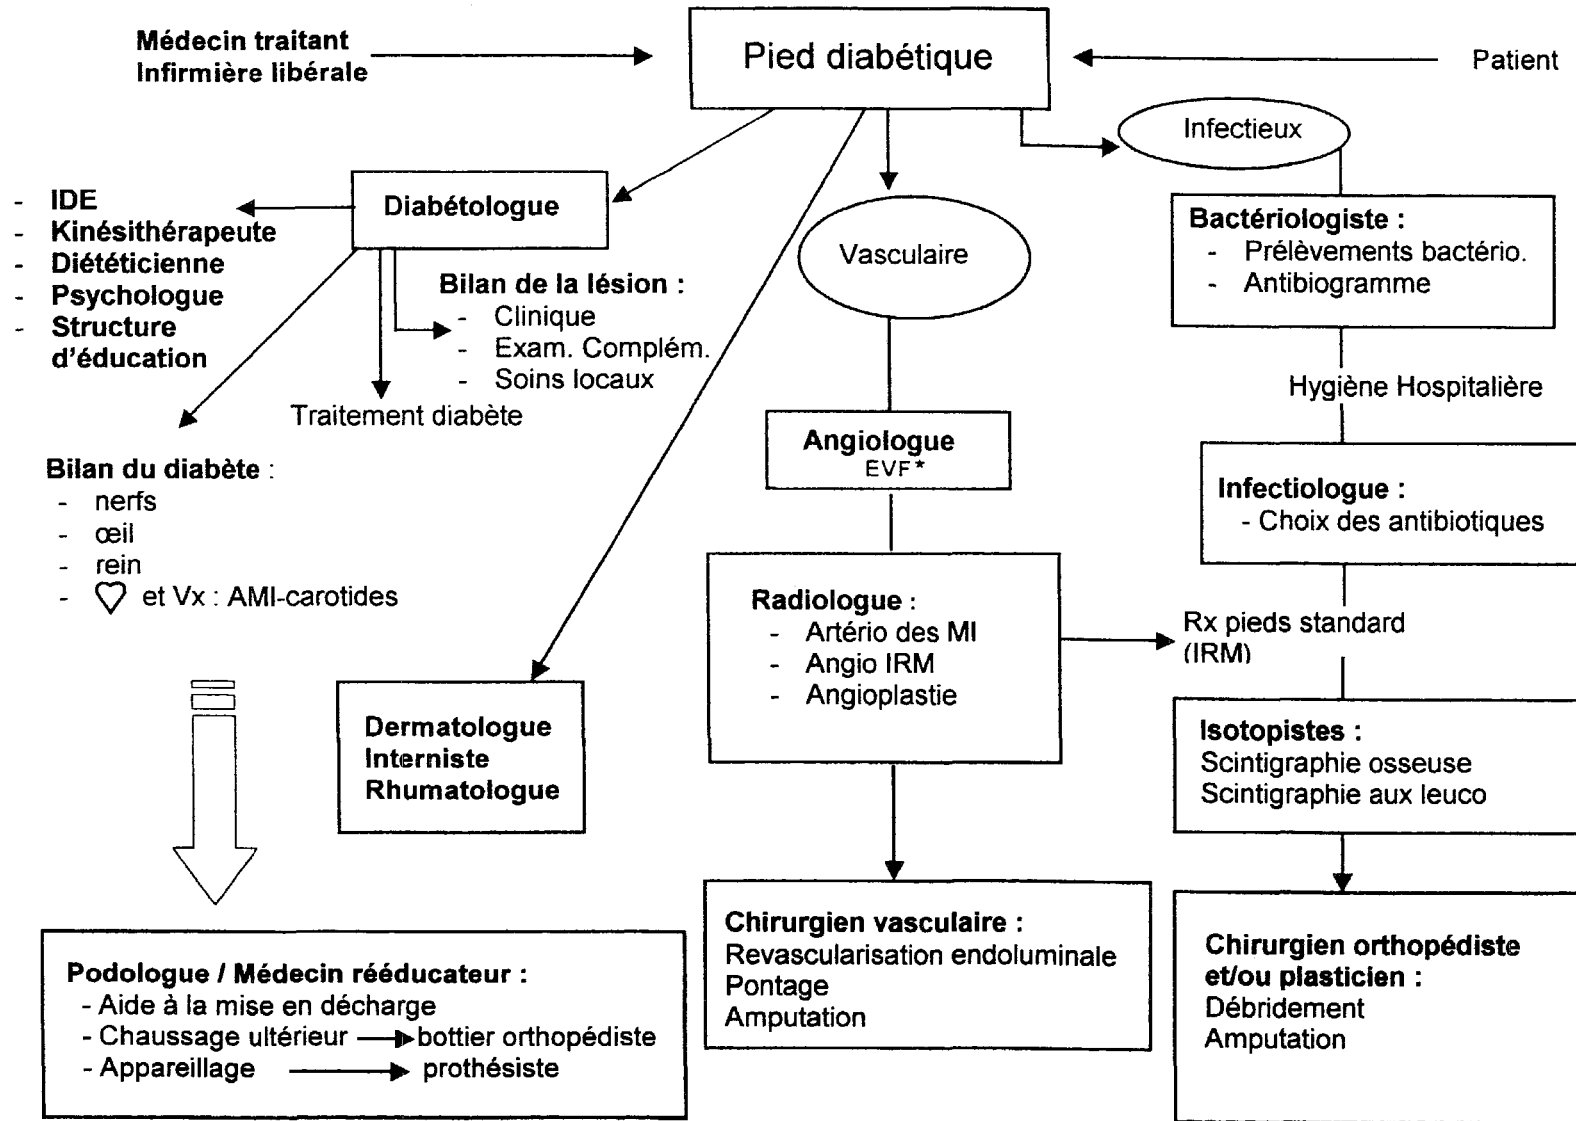 Médecin traitant
Infirmière libérale
Pied diabétique
Patient
Infectieux
- IDE
- Kinésithérapeute
- Diététicienne
- Psychologue
- Structure
d'éducation
Diabétologue
Bilan de la lésion :
- Clinique
- Exam. Complém.
- Soins locaux
Traitement diabète
Bilan du diabète :
- nerfs
- œil
- rein
- ♡ et Vx : AMI-carotides
Dermatologue
Interniste
Rhumatologue
Podologue / Médecin rééducateur :
- Aide à la mise en décharge
- Chaussage ultérieur → bottier orthopédiste
- Appareillage → prothésiste
Vasculaire
Angiologue
EVF*
Radiologue :
- Artério des MI
- Angio IRM
- Angioplastie
Chirurgien vasculaire :
Revascularisation endoluminale
Pontage
Amputation
Bactériologiste :
- Prélèvements bactério.
- Antibiogramme
Hygiène Hospitalière
Infectiologue :
- Choix des antibiotiques
Rx pieds standard
(IRM)
Isotopistes :
Scintigraphie osseuse
Scintigraphie aux leuco
Chirurgien orthopédiste
et/ou plasticien :
Débridement
Amputation